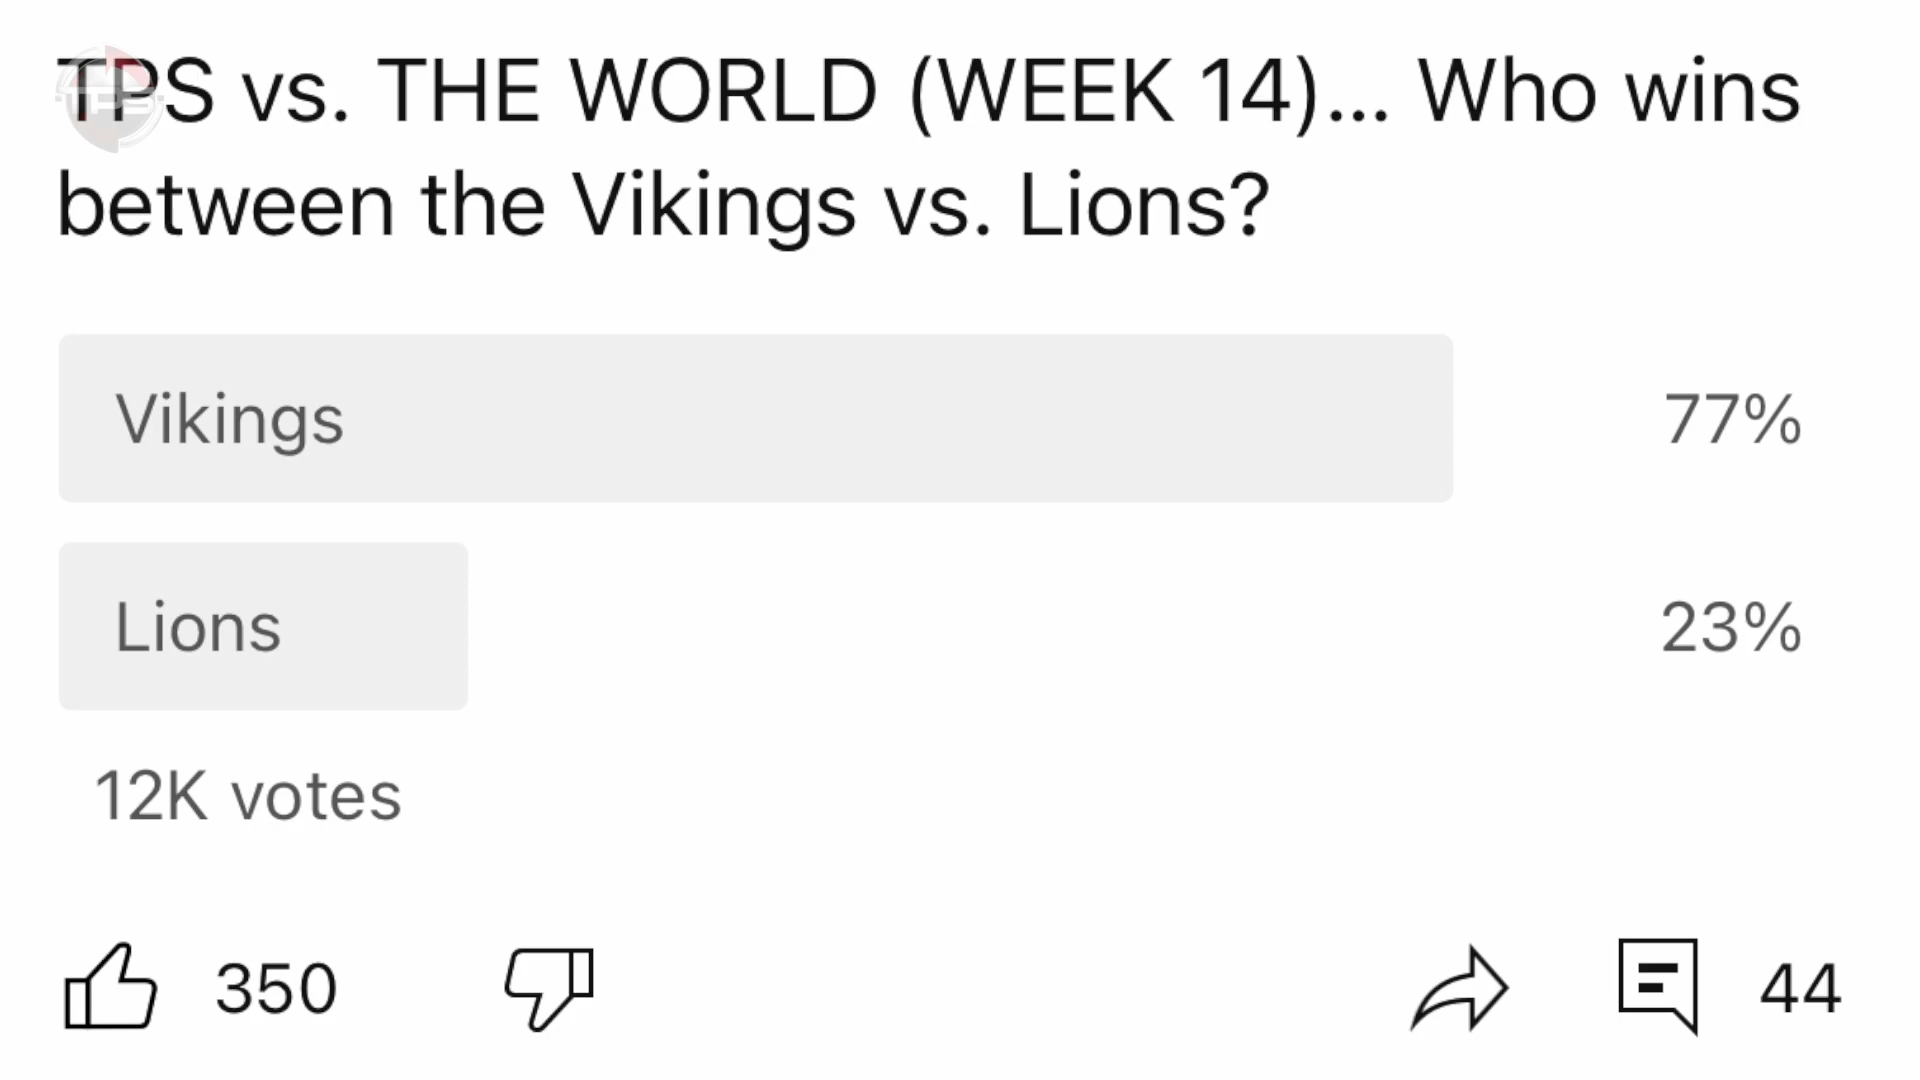 TPS vs. THE WORLD (WEEK 14)... Who wins
between the Vikings vs. Lions?
TPS
Vikings 77%
Lions 23%
12K votes
350 44